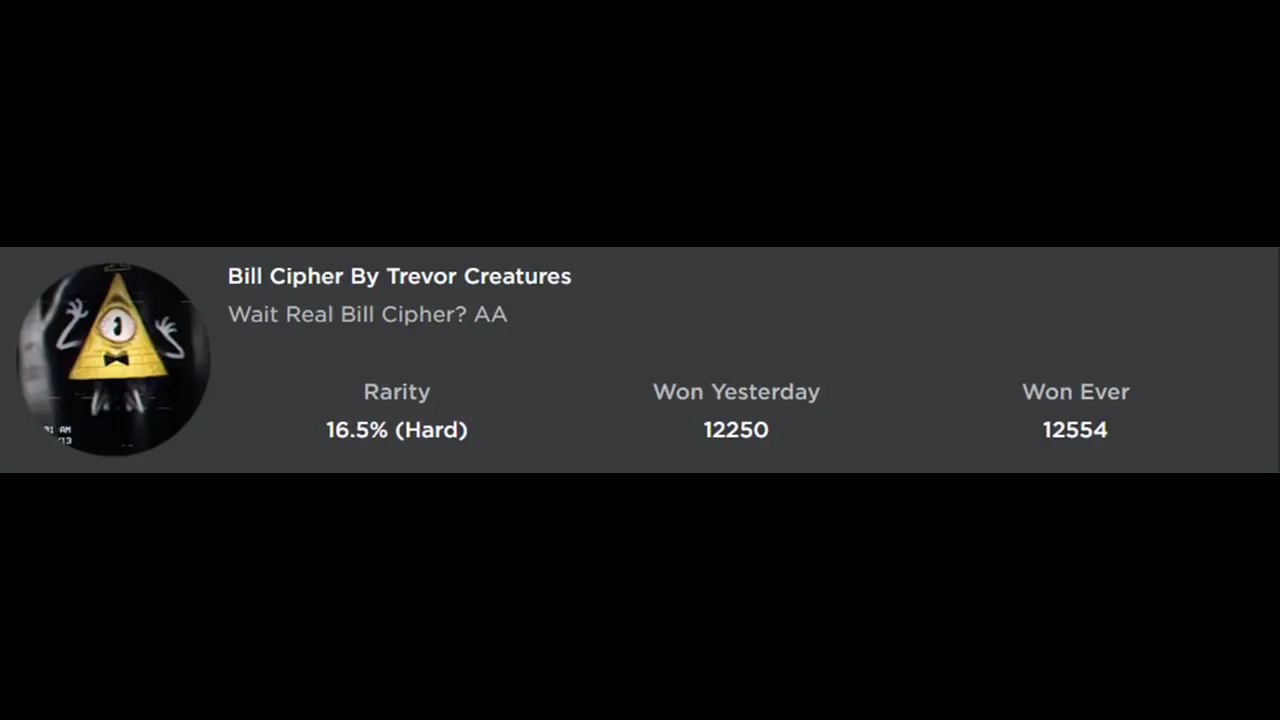 Bill Cipher By Trevor Creatures
Wait Real Bill Cipher? AA
Rarity Won Yesterday Won Ever
16.5% (Hard) 12250 12554